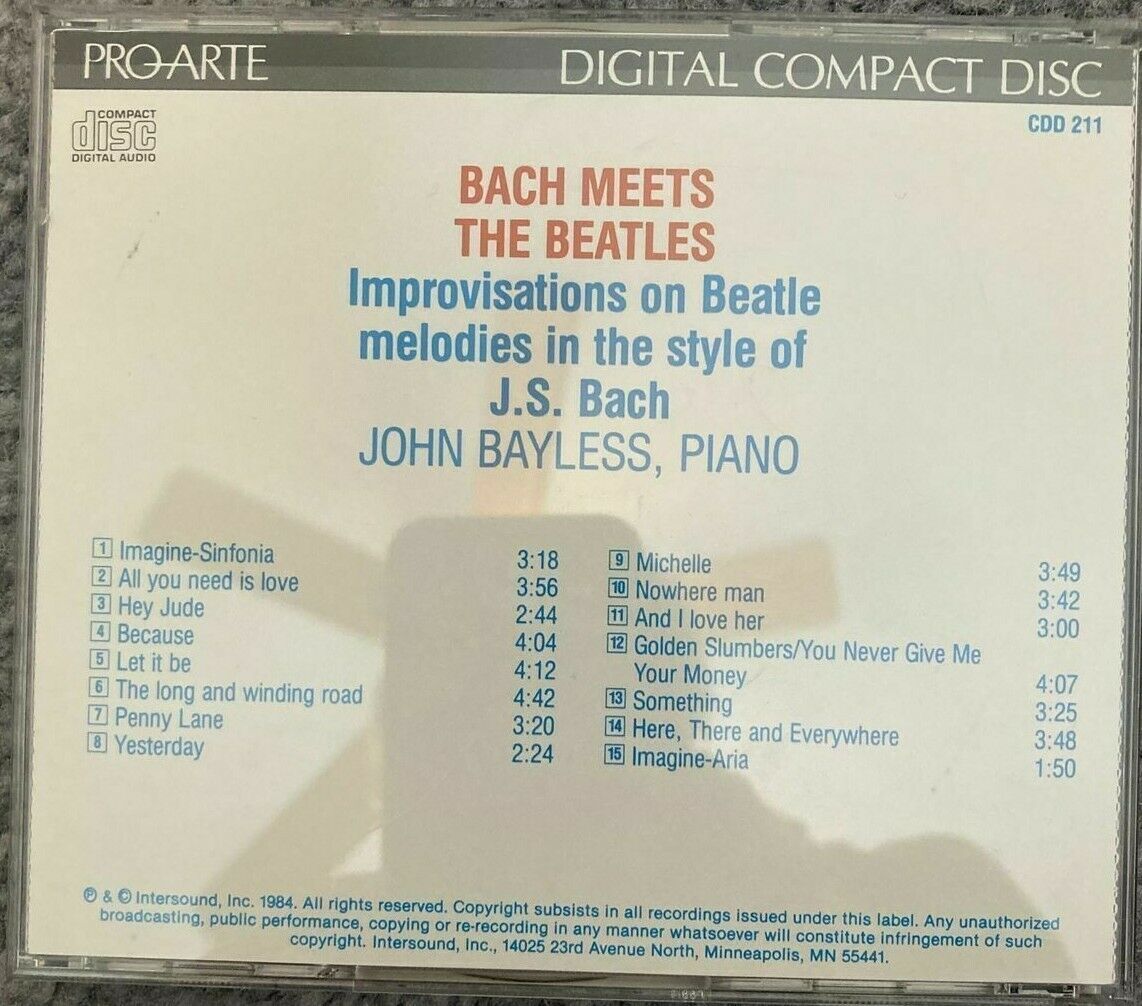 PRO-ARTE
DIGITAL COMPACT DISC
COMPACT
disc
DIGITAL AUDIO
CDD 211
BACH MEETS
THE BEATLES
Improvisations on Beatle
melodies in the style of
J.S. Bach
JOHN BAYLESS, PIANO
1 Imagine-Sinfonia 3:18
2 All you need is love 3:56
3 Hey Jude 2:44
4 Because 4:04
5 Let it be 4:12
6 The long and winding road 4:42
7 Penny Lane 3:20
8 Yesterday 2:24
9 Michelle 3:49
10 Nowhere man 3:42
11 And I love her 3:00
12 Golden Slumbers/You Never Give Me
Your Money 4:07
13 Something 3:25
14 Here, There and Everywhere 3:48
15 Imagine-Aria 1:50
℗ & © Intersound, Inc. 1984. All rights reserved. Copyright subsists in all recordings issued under this label. Any unauthorized
broadcasting, public performance, copying or re-recording in any manner whatsoever will constitute infringement of such
copyright. Intersound, Inc., 14025 23rd Avenue North, Minneapolis, MN 55441.